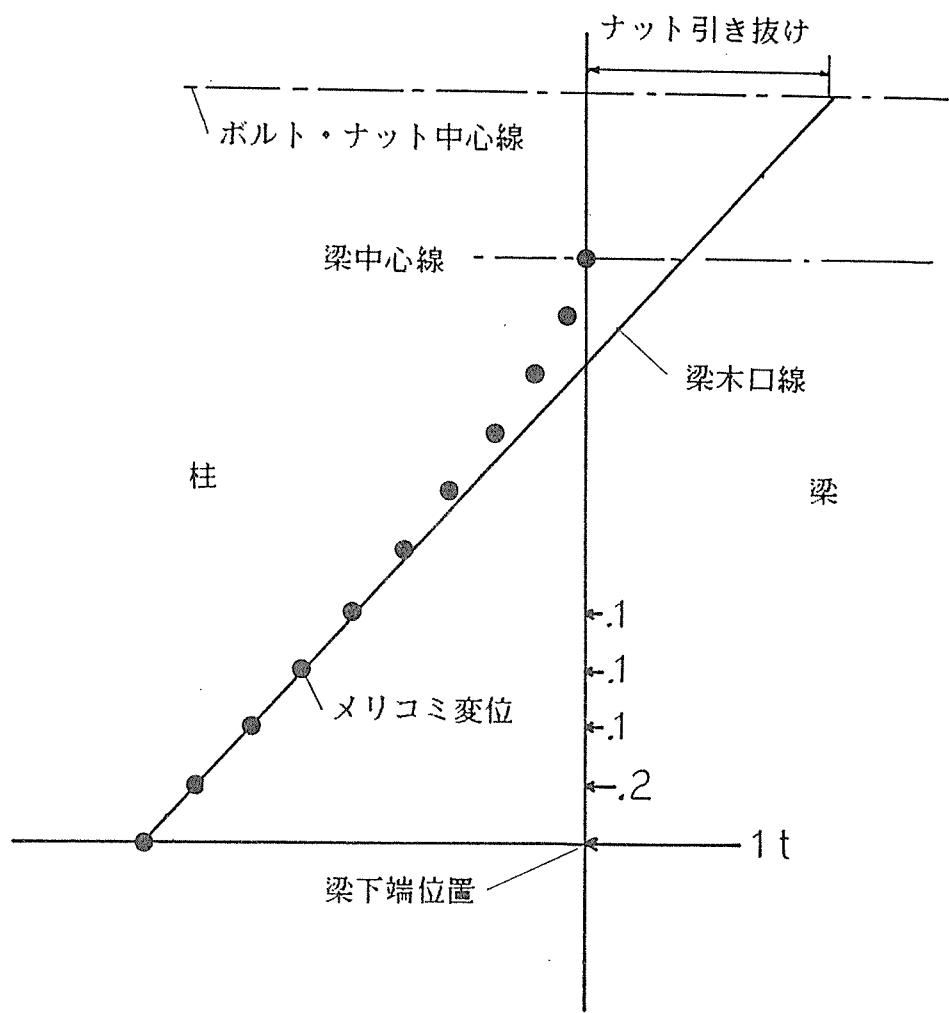 ナット引き抜け
ボルト・ナット中心線
梁中心線
梁木口線
柱
梁
.1
.1
メリコミ変位
.1
.2
1t
梁下端位置